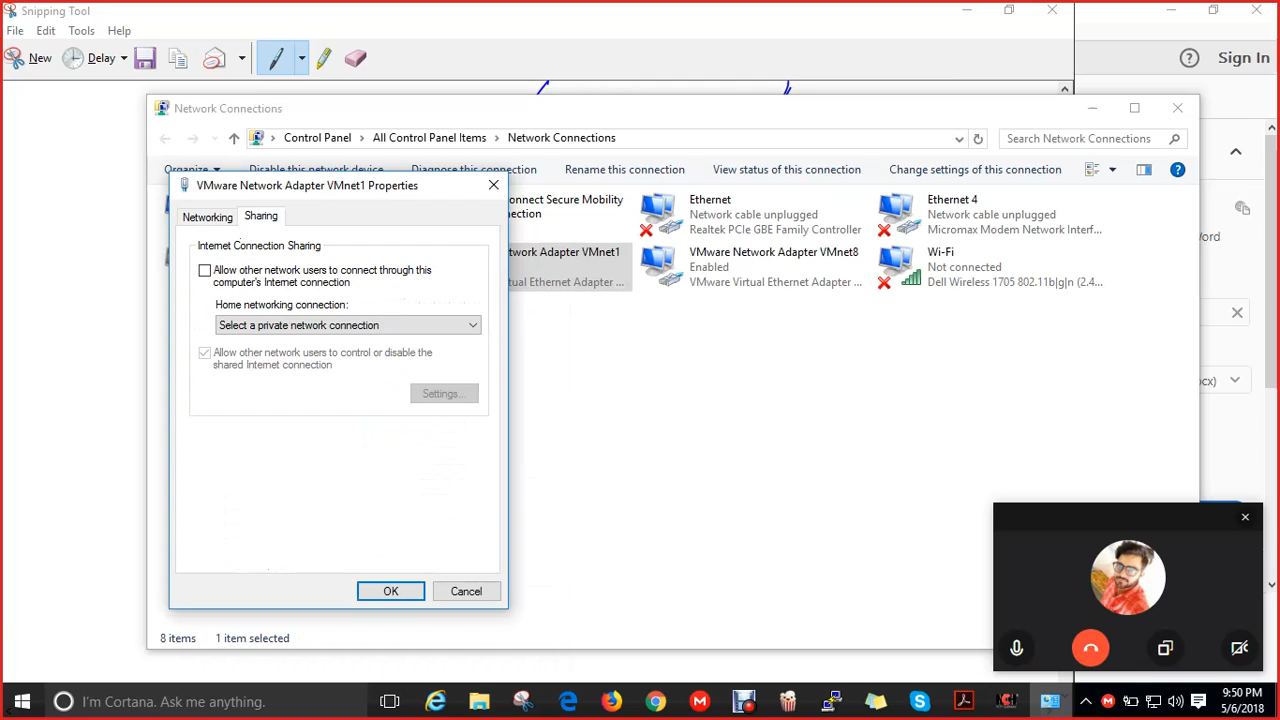 Snipping Tool
File Edit Tools Help
New Delay
Sign In
Network Connections
Control Panel All Control Panel Items Network Connections
Search Network Connections
Organize Disable this network device Diagnose this connection Rename this connection View status of this connection Change settings of this connection
VMware Network Adapter VMnet1 Properties
Networking Sharing
Internet Connection Sharing
Allow other network users to connect through this
computer's Internet connection
Home networking connection:
Select a private network connection
Allow other network users to control or disable the
shared Internet connection
Settings...
OK Cancel
onnect Secure Mobility
nection
Ethernet
Network cable unplugged
Realtek PCIe GBE Family Controller
Ethernet 4
Network cable unplugged
Micromax Modem Network Interf...
twork Adapter VMnet1
rtual Ethernet Adapter ...
VMware Network Adapter VMnet8
Enabled
VMware Virtual Ethernet Adapter ...
Wi-Fi
Not connected
Dell Wireless 1705 802.11b|g|n (2.4...
Word
cx)
8 items 1 item selected
I'm Cortana. Ask me anything.
9:50 PM
5/6/2018